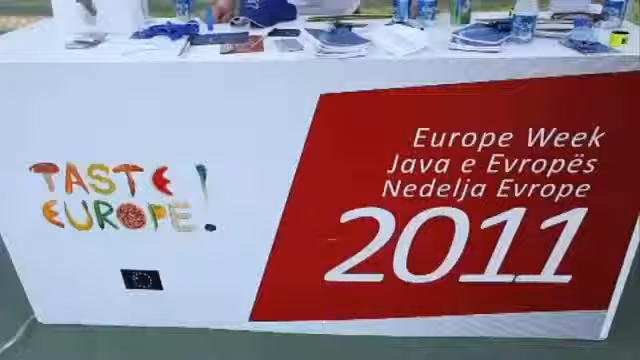 TASTE
EUROPE!
Europe Week
Java e Evropës
Nedelja Evrope
2011